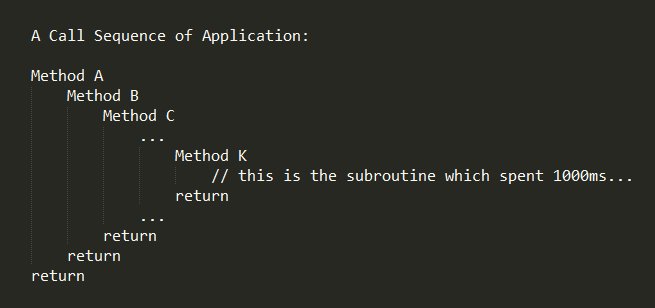 A Call Sequence of Application:
Method A
Method B
Method C
...
Method K
// this is the subroutine which spent 1000ms...
return
...
return
return
return